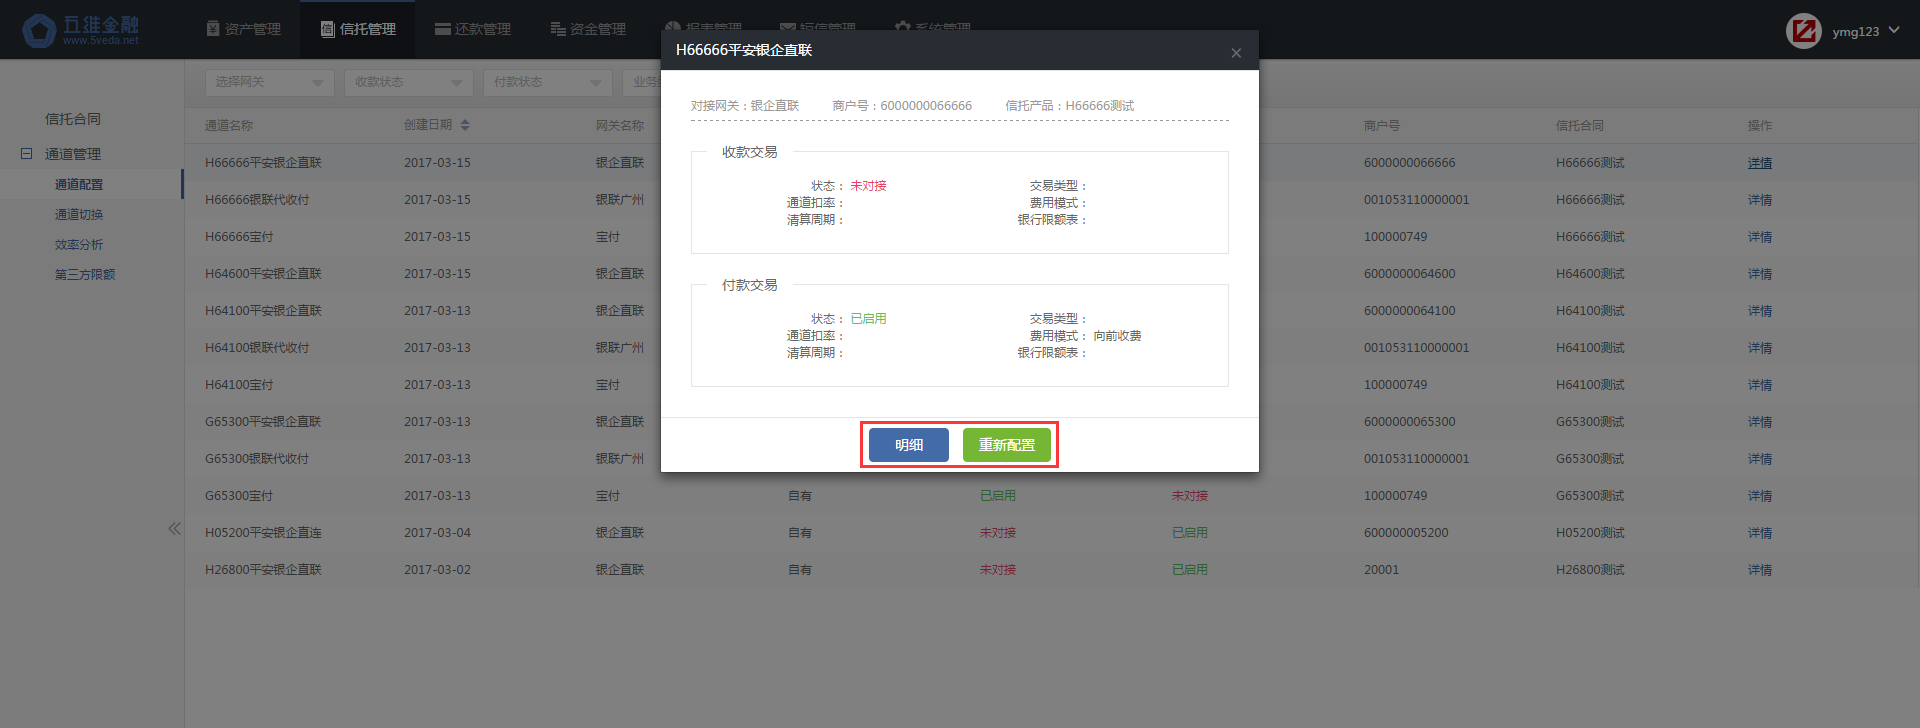 五维金融
www.5veda.net
资产管理
信托管理
还款管理
资金管理
报表管理
短信管理
系统管理
ymg123
H66666平安银企直联
×
选择网关
收款状态
付款状态
对接网关：银企直联 商户号：6000000066666 信托产品：H66666测试
收款交易
状态： 未对接 交易类型：
通道扣率： 费用模式：
清算周期： 银行限额表：
付款交易
状态： 已启用 交易类型：
通道扣率： 费用模式： 向前收费
清算周期： 银行限额表：
明细 重新配置
信托合同
通道管理
通道配置
通道切换
效率分析
第三方限额
通道名称 创建日期 网关名称 商户号 信托合同 操作
H66666平安银企直联 2017-03-15 银企直联 6000000066666 H66666测试 详情
H66666银联代收付 2017-03-15 银联广州 001053110000001 H66666测试 详情
H66666宝付 2017-03-15 宝付 100000749 H66666测试 详情
H64600平安银企直联 2017-03-15 银企直联 6000000064600 H64600测试 详情
H64100平安银企直联 2017-03-13 银企直联 6000000064100 H64100测试 详情
H64100银联代收付 2017-03-13 银联广州 001053110000001 H64100测试 详情
H64100宝付 2017-03-13 宝付 100000749 H64100测试 详情
G65300平安银企直联 2017-03-13 银企直联 6000000065300 G65300测试 详情
G65300银联代收付 2017-03-13 银联广州 001053110000001 G65300测试 详情
G65300宝付 2017-03-13 宝付 自有 已启用 未对接 100000749 G65300测试 详情
H05200平安银企直连 2017-03-04 银企直联 自有 未对接 已启用 600000005200 H05200测试 详情
H26800平安银企直联 2017-03-02 银企直联 自有 未对接 已启用 20001 H26800测试 详情